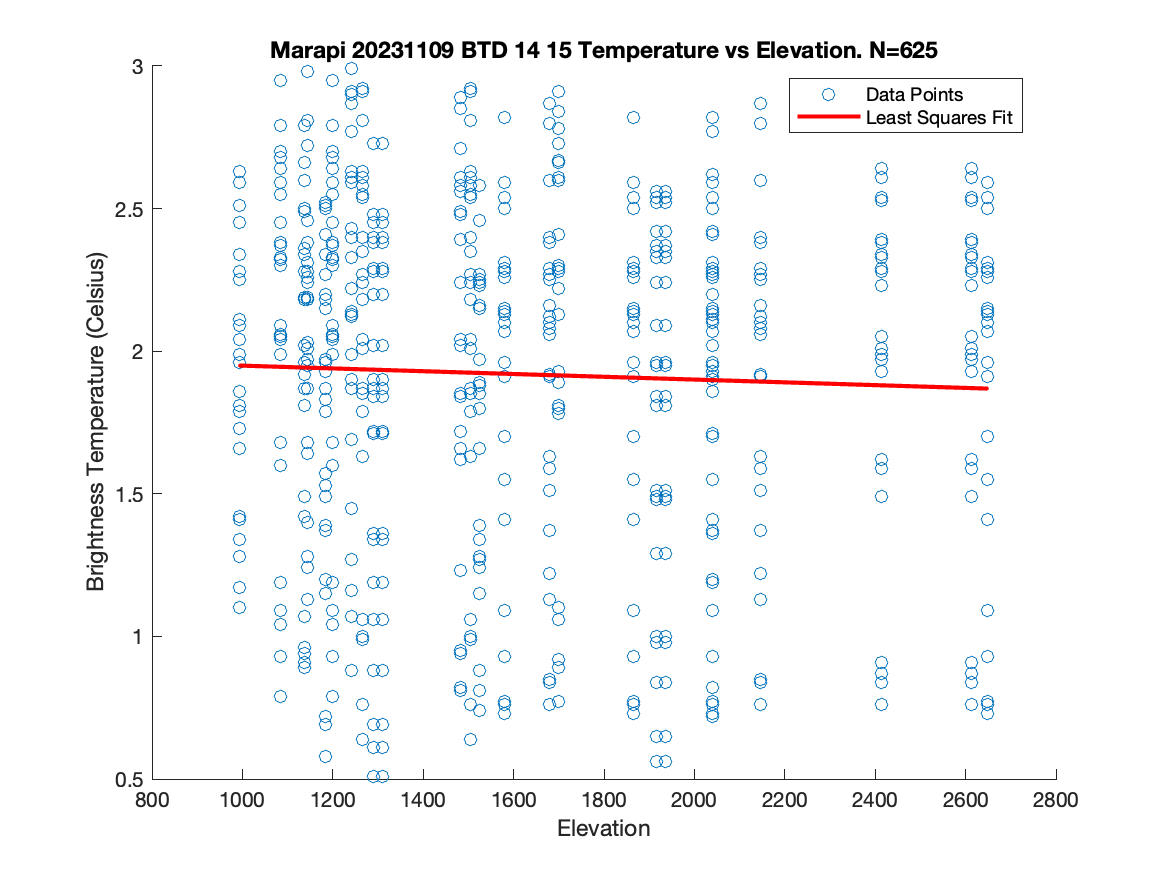 Marapi 20231109 BTD 14 15 Temperature vs Elevation. N=625
Data Points
Least Squares Fit
3
2.5
2
1.5
1
0.5
Brightness Temperature (Celsius)
800 1000 1200 1400 1600 1800 2000 2200 2400 2600 2800
Elevation